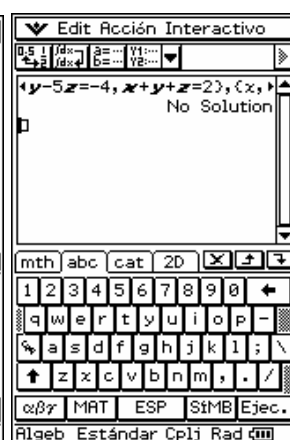 Edit Acción Interactivo
y-5z=-4, x+y+z=2},{x,
No Solution
mth abc cat 2D
1 2 3 4 5 6 7 8 9 0
q w e r t y u i o p -
a s d f g h j k l ; \
z x c v b n m , . /
αβγ MAT ESP SÍMB Ejec.
Algeb Estándar Cplj Rad